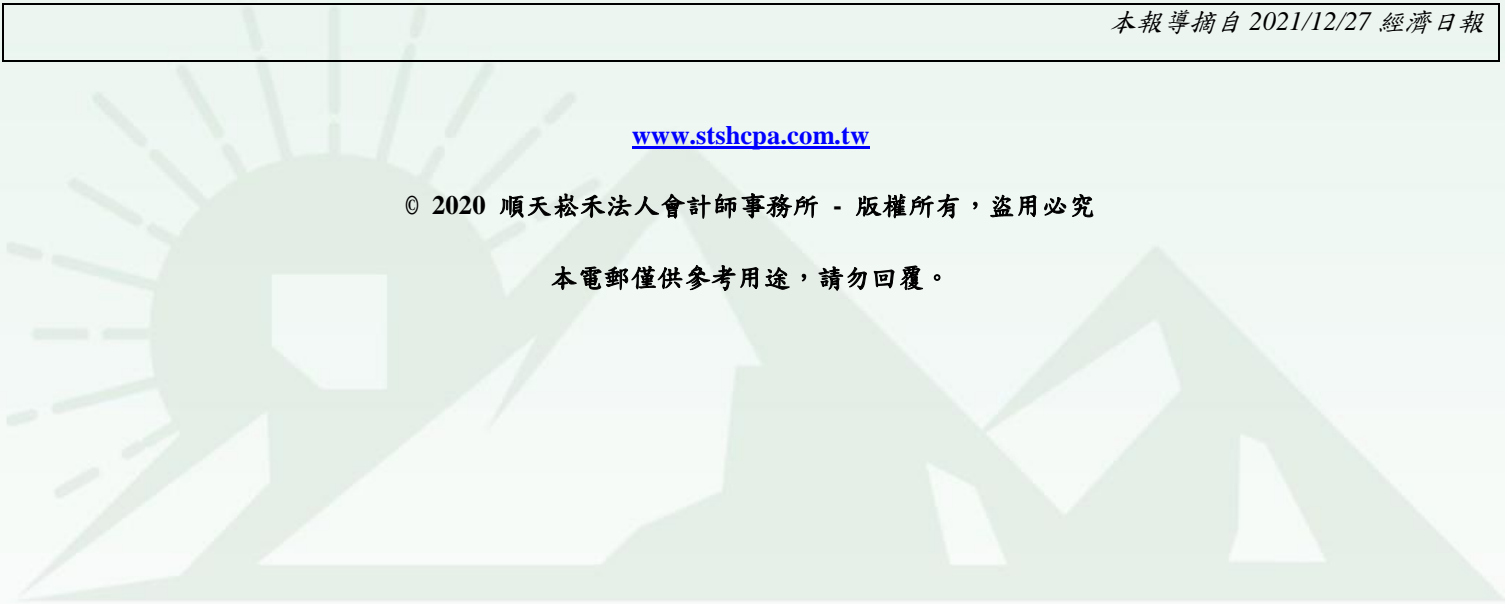 本報導摘自 2021/12/27 經濟日報
www.stshcpa.com.tw
© 2020 順天崧禾法人會計師事務所 - 版權所有，盜用必究
本電郵僅供參考用途，請勿回覆。